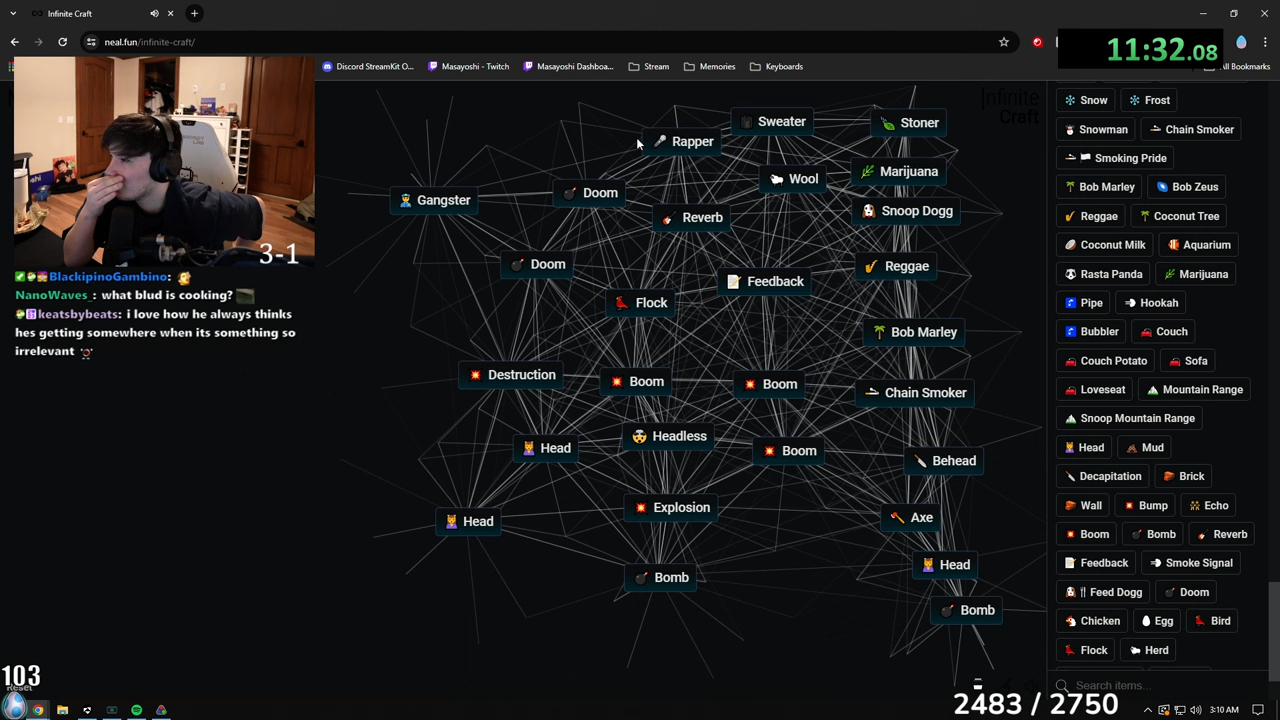 Infinite Craft
neal.fun/infinite-craft/
11:32.08
Discord StreamKit O...
Masayoshi - Twitch
Masayoshi Dashboa...
Stream
Memories
Keyboards
All Bookmarks
3-1
BlackipinoGambino:
NanoWaves_: what blud is cooking?
keatsbybeats: i love how he always thinks
hes getting somewhere when its something so
irrelevant
Infinite
Craft
Sweater
Stoner
Rapper
Marijuana
Wool
Gangster
Doom
Snoop Dogg
Reverb
Doom
Reggae
Feedback
Flock
Bob Marley
Destruction
Boom
Boom
Chain Smoker
Headless
Head
Boom
Behead
Explosion
Axe
Head
Head
Bomb
Bomb
Snow Frost
Snowman Chain Smoker
Smoking Pride
Bob Marley Bob Zeus
Reggae Coconut Tree
Coconut Milk Aquarium
Rasta Panda Marijuana
Pipe Hookah
Bubbler Couch
Couch Potato Sofa
Loveseat Mountain Range
Snoop Mountain Range
Head Mud
Decapitation Brick
Wall Bump Echo
Boom Bomb Reverb
Feedback Smoke Signal
Feed Dogg Doom
Chicken Egg Bird
Flock Herd
Search items...
103
Reset
2483 / 2750
3:10 AM